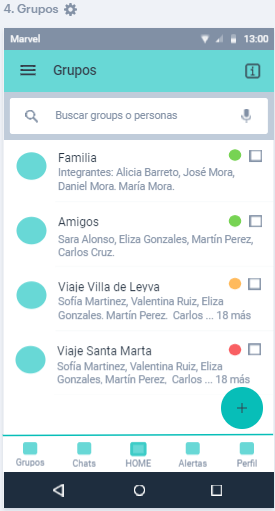 4. Grupos
Marvel 13:00
Grupos
Buscar groups o personas
Familia
Integrantes: Alicia Barreto, José Mora,
Daniel Mora. María Mora.
Amigos
Sara Alonso, Eliza Gonzales, Martín Perez,
Carlos Cruz.
Viaje Villa de Leyva
Sofía Martinez, Valentina Ruiz, Eliza
Gonzales. Martín Perez. Carlos ... 18 más
Viaje Santa Marta
Sofía Martinez, Valentina Ruiz, Eliza
Gonzales. Martín Perez, Carlos ... 18 más
+
Grupos Chats HOME Alertas Perfil